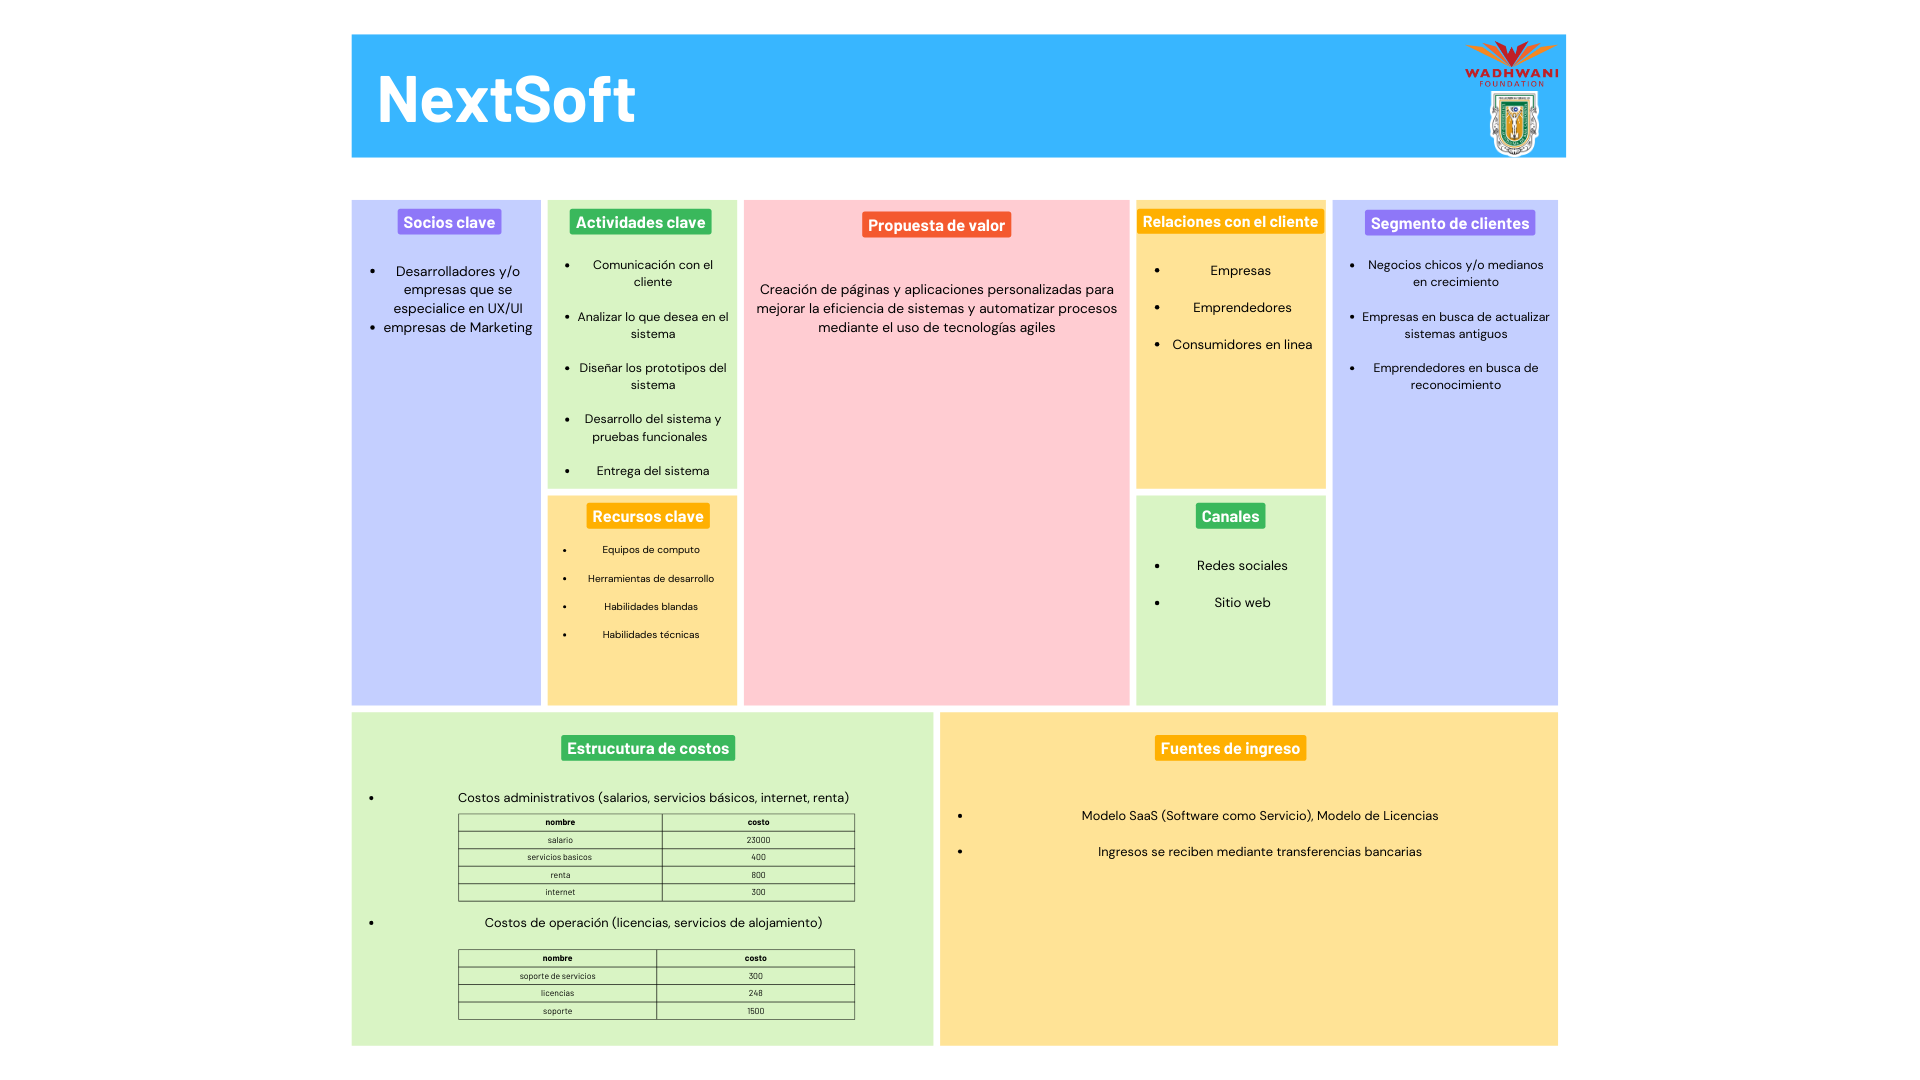 NextSoft
WADHWANI
FOUNDATION
Socios clave
• Desarrolladores y/o
empresas que se
especialice en UX/UI
• empresas de Marketing
Actividades clave
• Comunicación con el
cliente
• Analizar lo que desea en el
sistema
• Diseñar los prototipos del
sistema
• Desarrollo del sistema y
pruebas funcionales
• Entrega del sistema
Recursos clave
• Equipos de computo
• Herramientas de desarrollo
• Habilidades blandas
• Habilidades técnicas
Propuesta de valor
Creación de páginas y aplicaciones personalizadas para
mejorar la eficiencia de sistemas y automatizar procesos
mediante el uso de tecnologías agiles
Relaciones con el cliente
• Empresas
• Emprendedores
• Consumidores en linea
Canales
• Redes sociales
• Sitio web
Segmento de clientes
• Negocios chicos y/o medianos
en crecimiento
• Empresas en busca de actualizar
sistemas antiguos
• Emprendedores en busca de
reconocimiento
Estrucutura de costos
• Costos administrativos (salarios, servicios básicos, internet, renta)
nombre costo
salario 23000
servicios basicos 400
renta 800
internet 300
• Costos de operación (licencias, servicios de alojamiento)
nombre costo
soporte de servicios 300
licencias 248
soporte 1500
Fuentes de ingreso
• Modelo SaaS (Software como Servicio), Modelo de Licencias
• Ingresos se reciben mediante transferencias bancarias